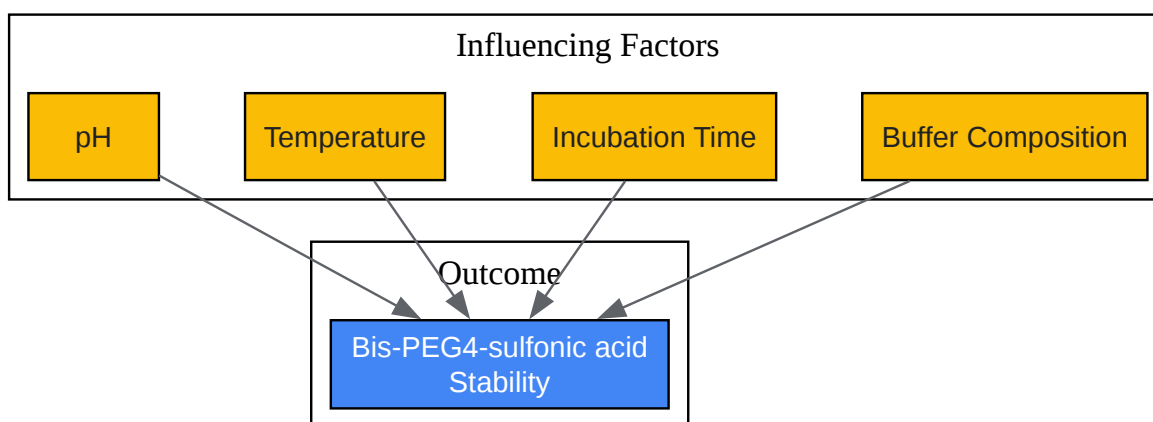 Influencing Factors
pH
Temperature
Incubation Time
Buffer Composition
Outcome
Bis-PEG4-sulfonic acid
Stability